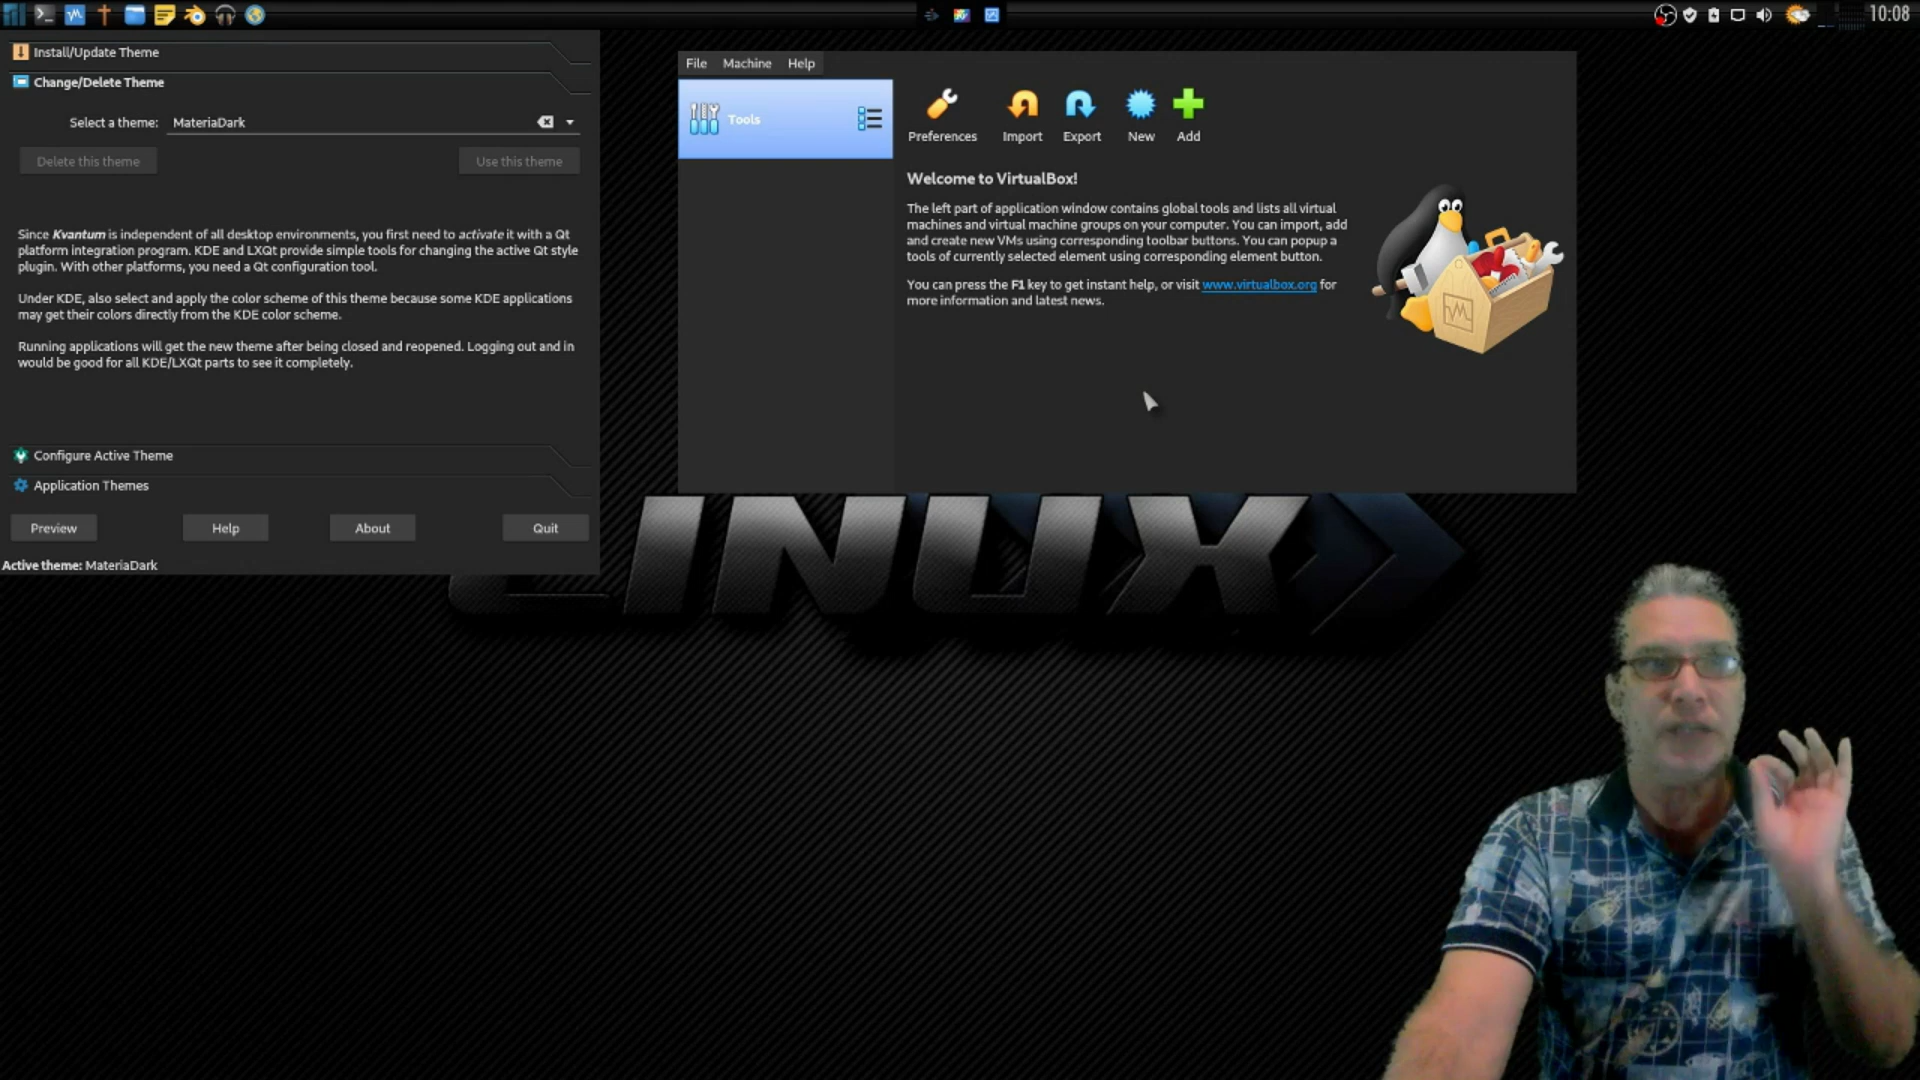 10:08
Install/Update Theme
Change/Delete Theme
Select a theme: MateriaDark
Delete this theme
Use this theme
Since Kvantum is independent of all desktop environments, you first need to activate it with a Qt
platform integration program. KDE and LXQt provide simple tools for changing the active Qt style
plugin. With other platforms, you need a Qt configuration tool.
Under KDE, also select and apply the color scheme of this theme because some KDE applications
may get their colors directly from the KDE color scheme.
Running applications will get the new theme after being closed and reopened. Logging out and in
would be good for all KDE/LXQt parts to see it completely.
Configure Active Theme
Application Themes
Preview
Help
About
Quit
Active theme: MateriaDark
File Machine Help
Tools
Preferences
Import
Export
New
Add
Welcome to VirtualBox!
The left part of application window contains global tools and lists all virtual
machines and virtual machine groups on your computer. You can import, add
and create new VMs using corresponding toolbar buttons. You can popup a
tools of currently selected element using corresponding element button.
You can press the F1 key to get instant help, or visit www.virtualbox.org for
more information and latest news.
LINUX